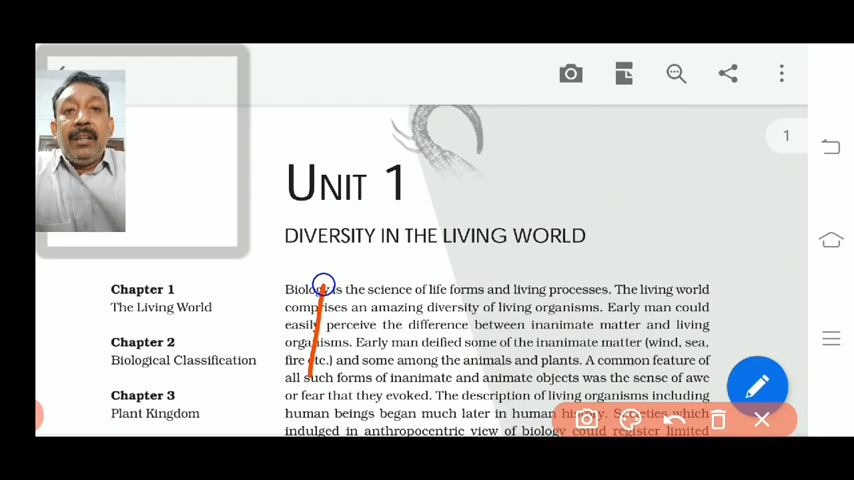 1
UNIT 1
DIVERSITY IN THE LIVING WORLD
Chapter 1
The Living World
Chapter 2
Biological Classification
Chapter 3
Plant Kingdom
Biology is the science of life forms and living processes. The living world
comprises an amazing diversity of living organisms. Early man could
easily perceive the difference between inanimate matter and living
organisms. Early man deified some of the inanimate matter (wind, sea,
fire etc.) and some among the animals and plants. A common feature of
all such forms of inanimate and animate objects was the sense of awe
or fear that they evoked. The description of living organisms including
human beings began much later in human history. Societies which
indulged in anthropocentric view of biology could register limited